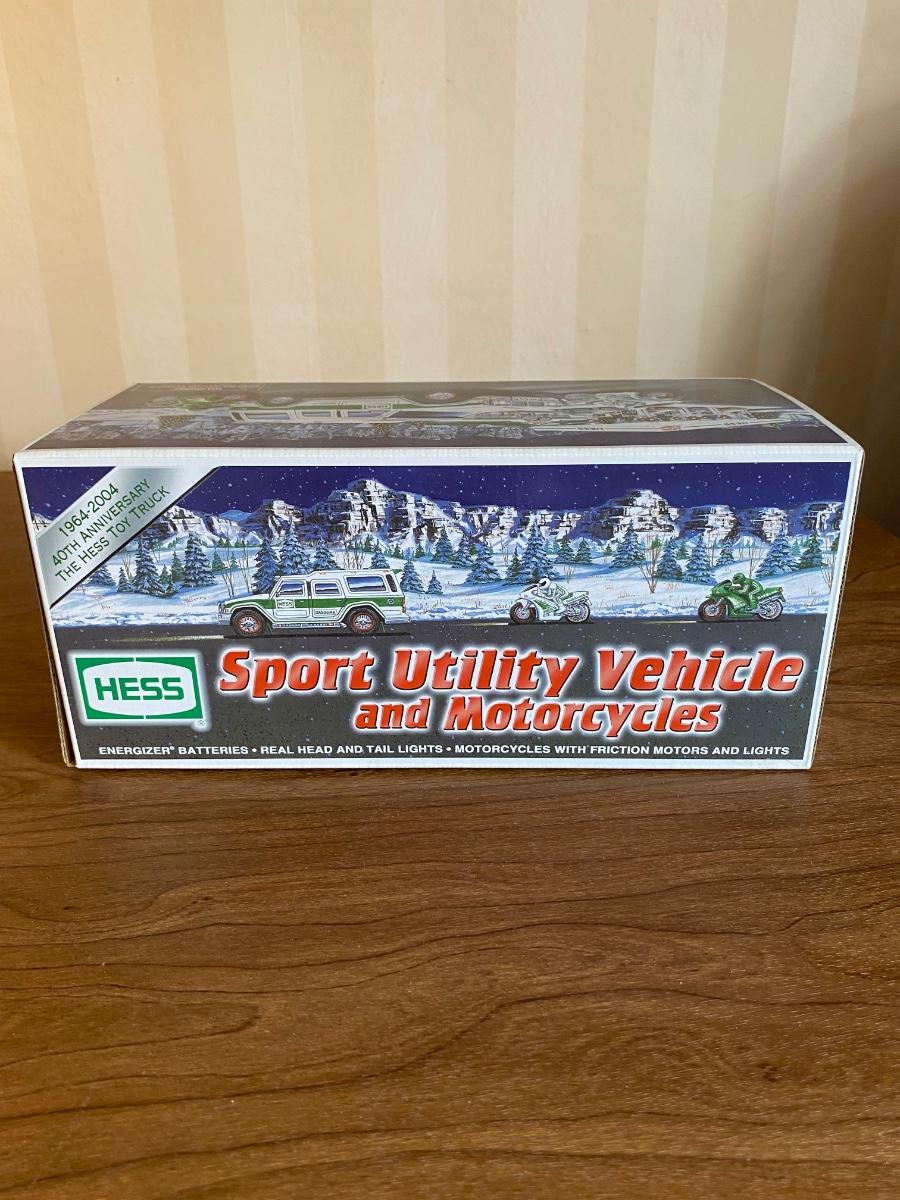 1964-2004
40TH ANNIVERSARY
THE HESS TOY TRUCK
HESS
HESS®
Sport Utility Vehicle
and Motorcycles
ENERGIZER® BATTERIES • REAL HEAD AND TAIL LIGHTS • MOTORCYCLES WITH FRICTION MOTORS AND LIGHTS